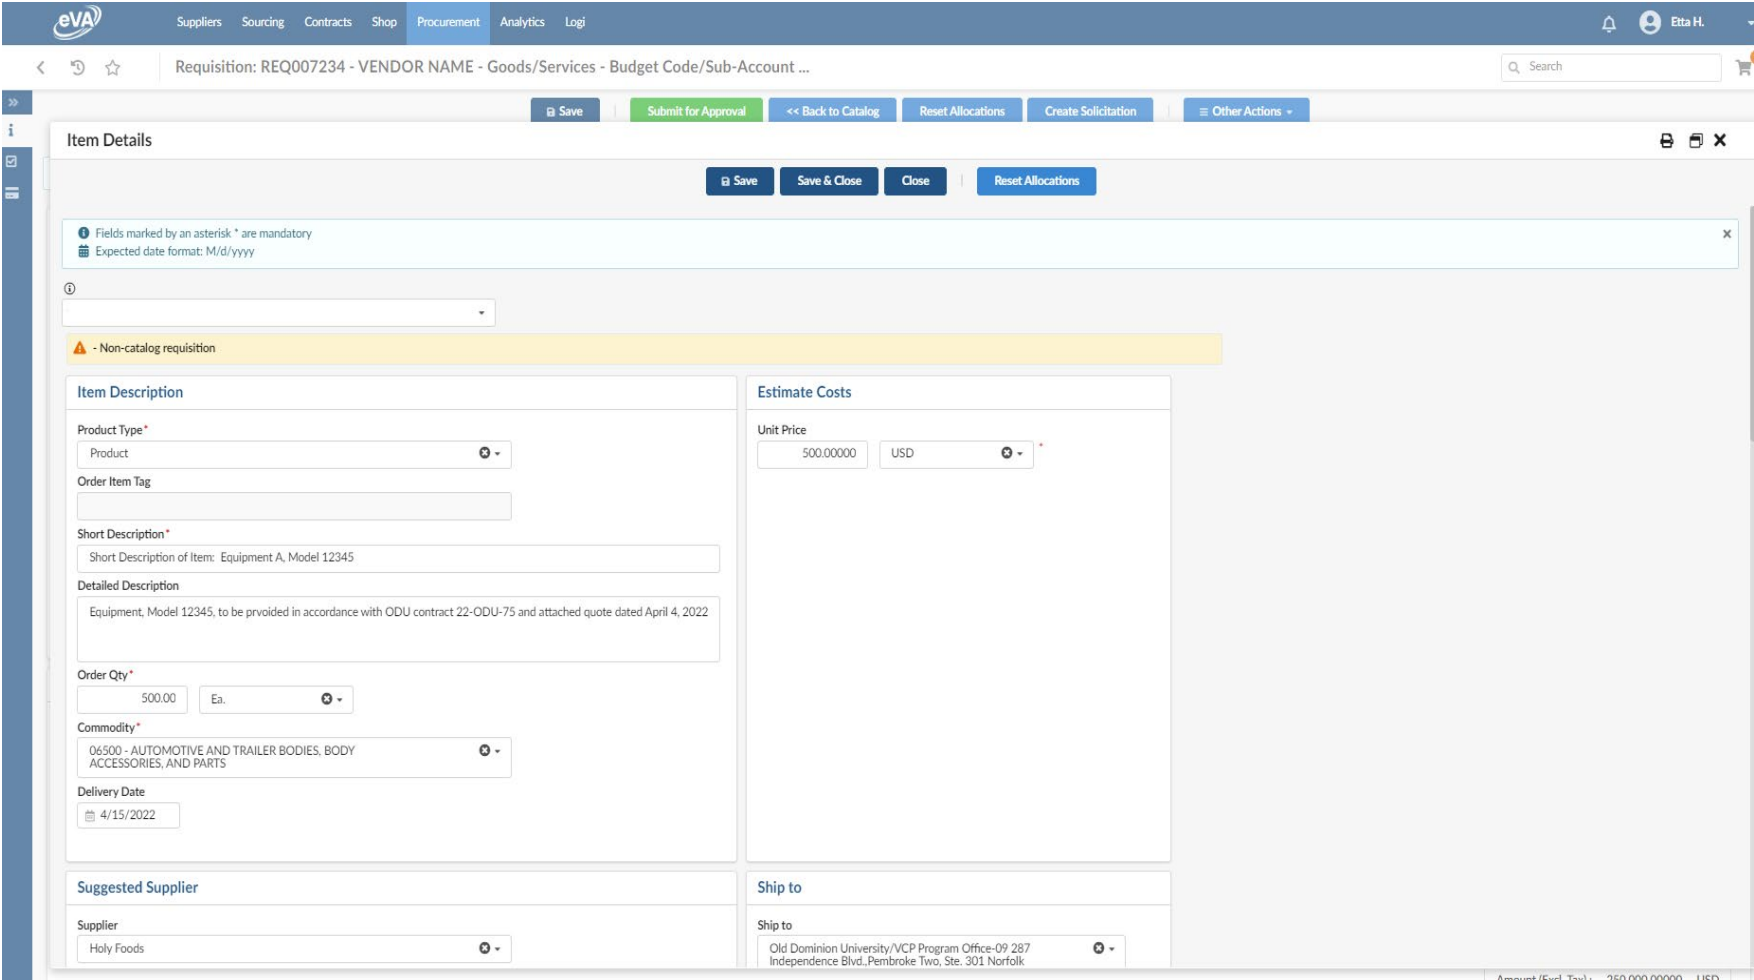 eVA Suppliers Sourcing Contracts Shop Procurement Analytics Logi Etta H.
Requisition: REQ007234 - VENDOR NAME - Goods/Services - Budget Code/Sub-Account ... Search
Save Submit for Approval << Back to Catalog Reset Allocations Create Solicitation Other Actions
Item Details
Save Save & Close Close Reset Allocations
Fields marked by an asterisk * are mandatory
Expected date format: M/d/yyyy
- Non-catalog requisition
Item Description
Product Type*
Product
Order Item Tag
Short Description*
Short Description of Item: Equipment A, Model 12345
Detailed Description
Equipment, Model 12345, to be prvoided in accordance with ODU contract 22-ODU-75 and attached quote dated April 4, 2022
Order Qty*
500.00 Ea.
Commodity*
06500 - AUTOMOTIVE AND TRAILER BODIES, BODY
ACCESSORIES, AND PARTS
Delivery Date
4/15/2022
Estimate Costs
Unit Price
500.00000 USD *
Suggested Supplier
Supplier
Holy Foods
Ship to
Ship to
Old Dominion University/VCP Program Office-09 287
Independence Blvd.,Pembroke Two, Ste. 301 Norfolk
Amount (Excl. Tax) : 250,000.00000 USD